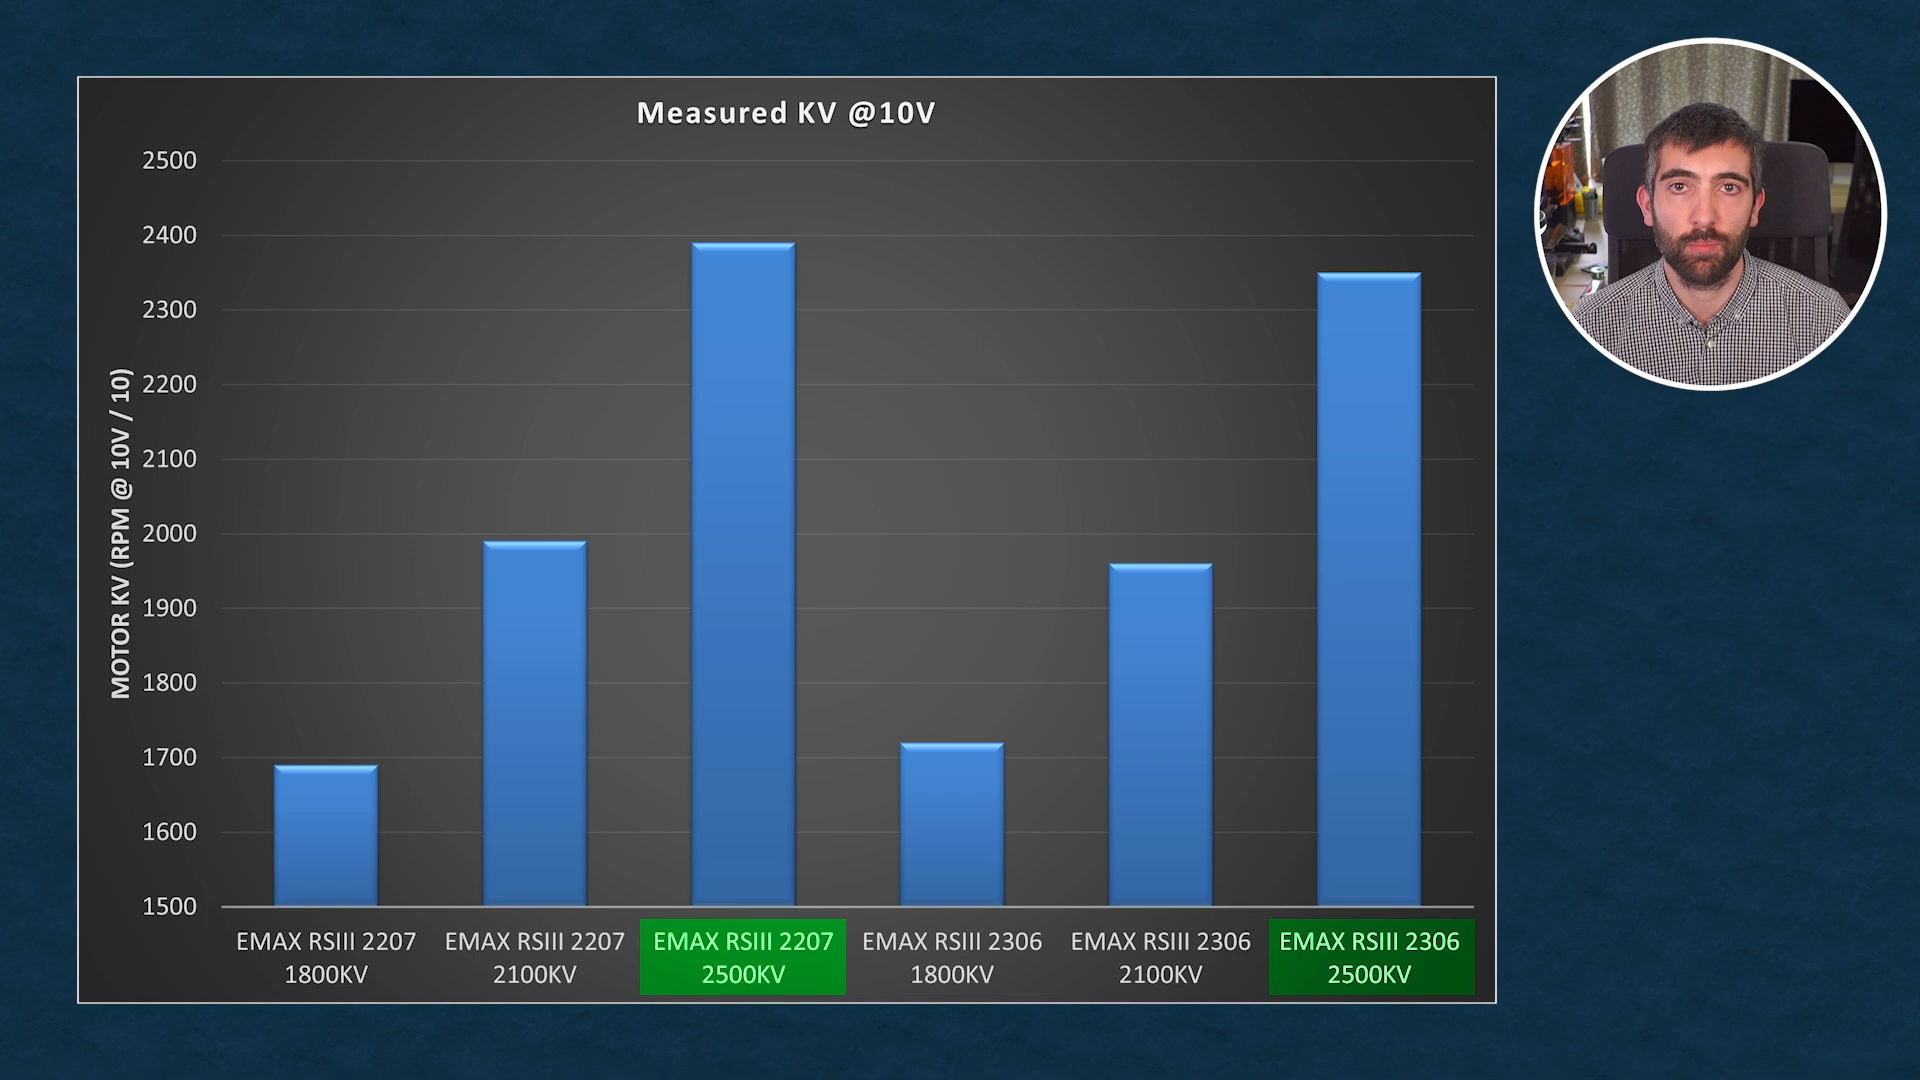 Measured KV @10V
MOTOR KV (RPM @ 10V / 10)
2500
2400
2300
2200
2100
2000
1900
1800
1700
1600
1500
EMAX RSIII 2207
1800KV
EMAX RSIII 2207
2100KV
EMAX RSIII 2207
2500KV
EMAX RSIII 2306
1800KV
EMAX RSIII 2306
2100KV
EMAX RSIII 2306
2500KV